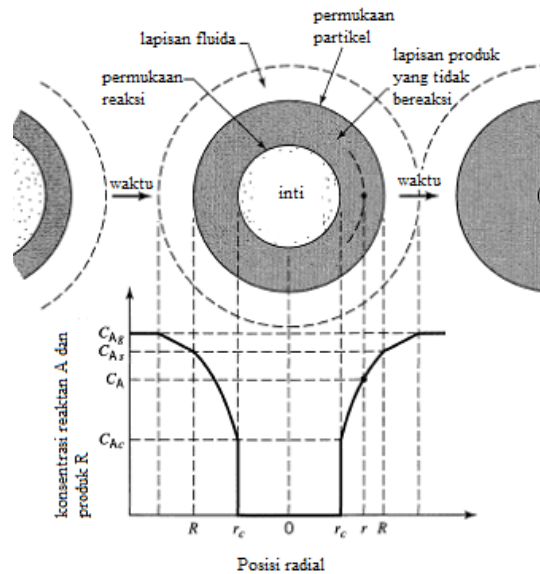 permukaan
partikel
lapisan fluida
lapisan produk
yang tidak
bereaksi
permukaan
reaksi
waktu
inti
waktu
C_Ag
C_As
C_A
C_Ac
konsentrasi reaktan A dan
produk R
R
r_c
0
r_c
r
R
Posisi radial